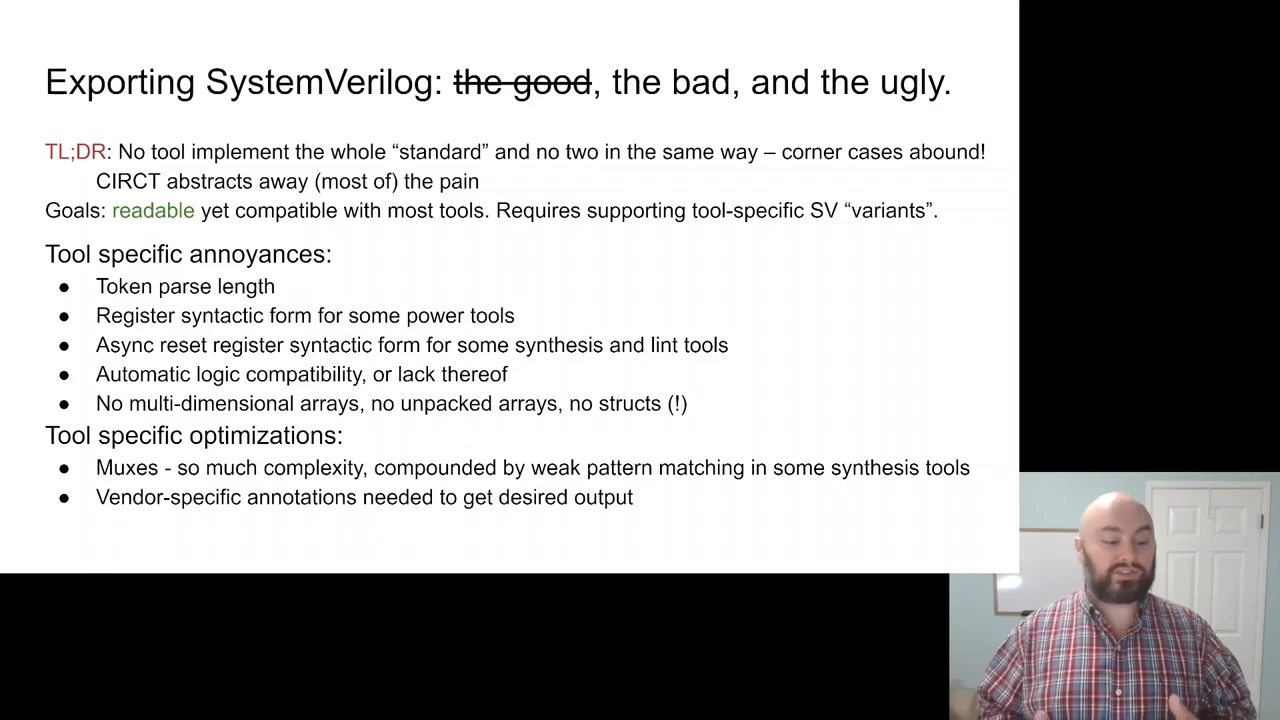 Exporting SystemVerilog: the good, the bad, and the ugly.
TL;DR: No tool implement the whole “standard” and no two in the same way – corner cases abound!
CIRCT abstracts away (most of) the pain
Goals: readable yet compatible with most tools. Requires supporting tool-specific SV “variants”.
Tool specific annoyances:
● Token parse length
● Register syntactic form for some power tools
● Async reset register syntactic form for some synthesis and lint tools
● Automatic logic compatibility, or lack thereof
● No multi-dimensional arrays, no unpacked arrays, no structs (!)
Tool specific optimizations:
● Muxes - so much complexity, compounded by weak pattern matching in some synthesis tools
● Vendor-specific annotations needed to get desired output